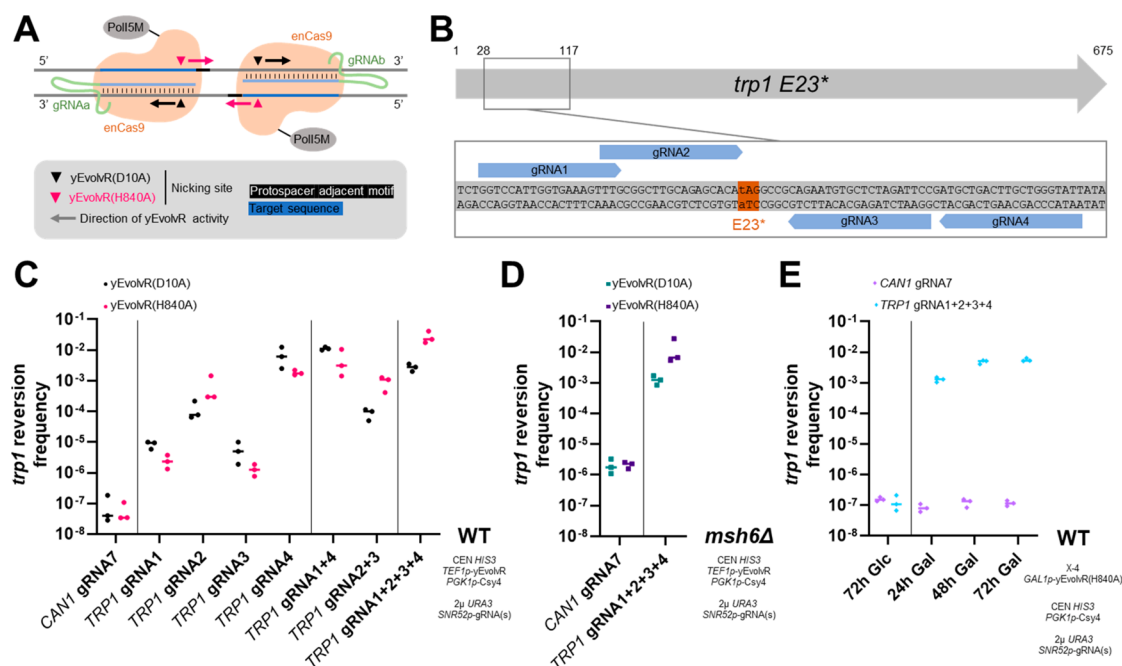 A
PolI5M
enCas9
gRNAb
5’
5’
3’
3’
gRNAa
enCas9
PolI5M
yEvolvR(D10A)
yEvolvR(H840A)
Nicking site
Protospacer adjacent motif
Target sequence
Direction of yEvolvR activity
B
1
28
117
675
trp1 E23*
gRNA2
gRNA1
TCTGGTCCATTGGTGAAAGTTTGCGGCTTGCAGAGCACAtAGGCCGCAGAATGTGCTCTAGATTCCGATGCTGACTTGCTGGGTATTATA
AGACCAGGTAACCACTTTCAAACGCCGAACGTCTCGTGTaTCCGGCGTCTTACACGAGATCTAAGGCTACGACTGAACGACCCATAATAT
E23*
gRNA3
gRNA4
C
yEvolvR(D10A)
yEvolvR(H840A)
trp1 reversion
frequency
10-1
10-2
10-3
10-4
10-5
10-6
10-7
10-8
CAN1 gRNA7
TRP1 gRNA1
TRP1 gRNA2
TRP1 gRNA3
TRP1 gRNA4
TRP1 gRNA1+4
TRP1 gRNA2+3
TRP1 gRNA1+2+3+4
WT
CEN HIS3
TEF1p-yEvolvR
PGK1p-Csy4
2µ URA3
SNR52p-gRNA(s)
D
yEvolvR(D10A)
yEvolvR(H840A)
trp1 reversion
frequency
10-1
10-2
10-3
10-4
10-5
10-6
10-7
10-8
CAN1 gRNA7
TRP1 gRNA1+2+3+4
msh6Δ
CEN HIS3
TEF1p-yEvolvR
PGK1p-Csy4
2µ URA3
SNR52p-gRNA(s)
E
CAN1 gRNA7
TRP1 gRNA1+2+3+4
trp1 reversion
frequency
10-1
10-2
10-3
10-4
10-5
10-6
10-7
10-8
72h Glc
24h Gal
48h Gal
72h Gal
WT
X-4
GAL1p-yEvolvR(H840A)
CEN HIS3
PGK1p-Csy4
2µ URA3
SNR52p-gRNA(s)